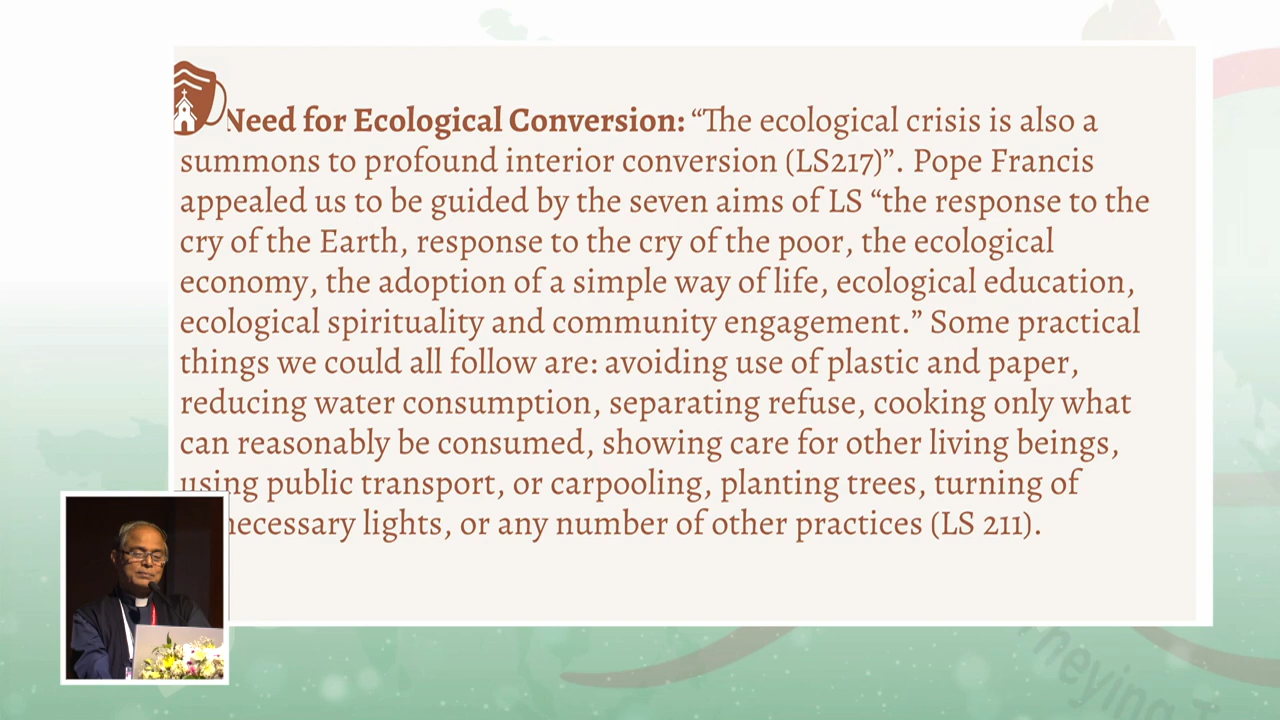 Need for Ecological Conversion: “The ecological crisis is also a
summons to profound interior conversion (LS217)”. Pope Francis
appealed us to be guided by the seven aims of LS “the response to the
cry of the Earth, response to the cry of the poor, the ecological
economy, the adoption of a simple way of life, ecological education,
ecological spirituality and community engagement.” Some practical
things we could all follow are: avoiding use of plastic and paper,
reducing water consumption, separating refuse, cooking only what
can reasonably be consumed, showing care for other living beings,
using public transport, or carpooling, planting trees, turning of
necessary lights, or any number of other practices (LS 211).